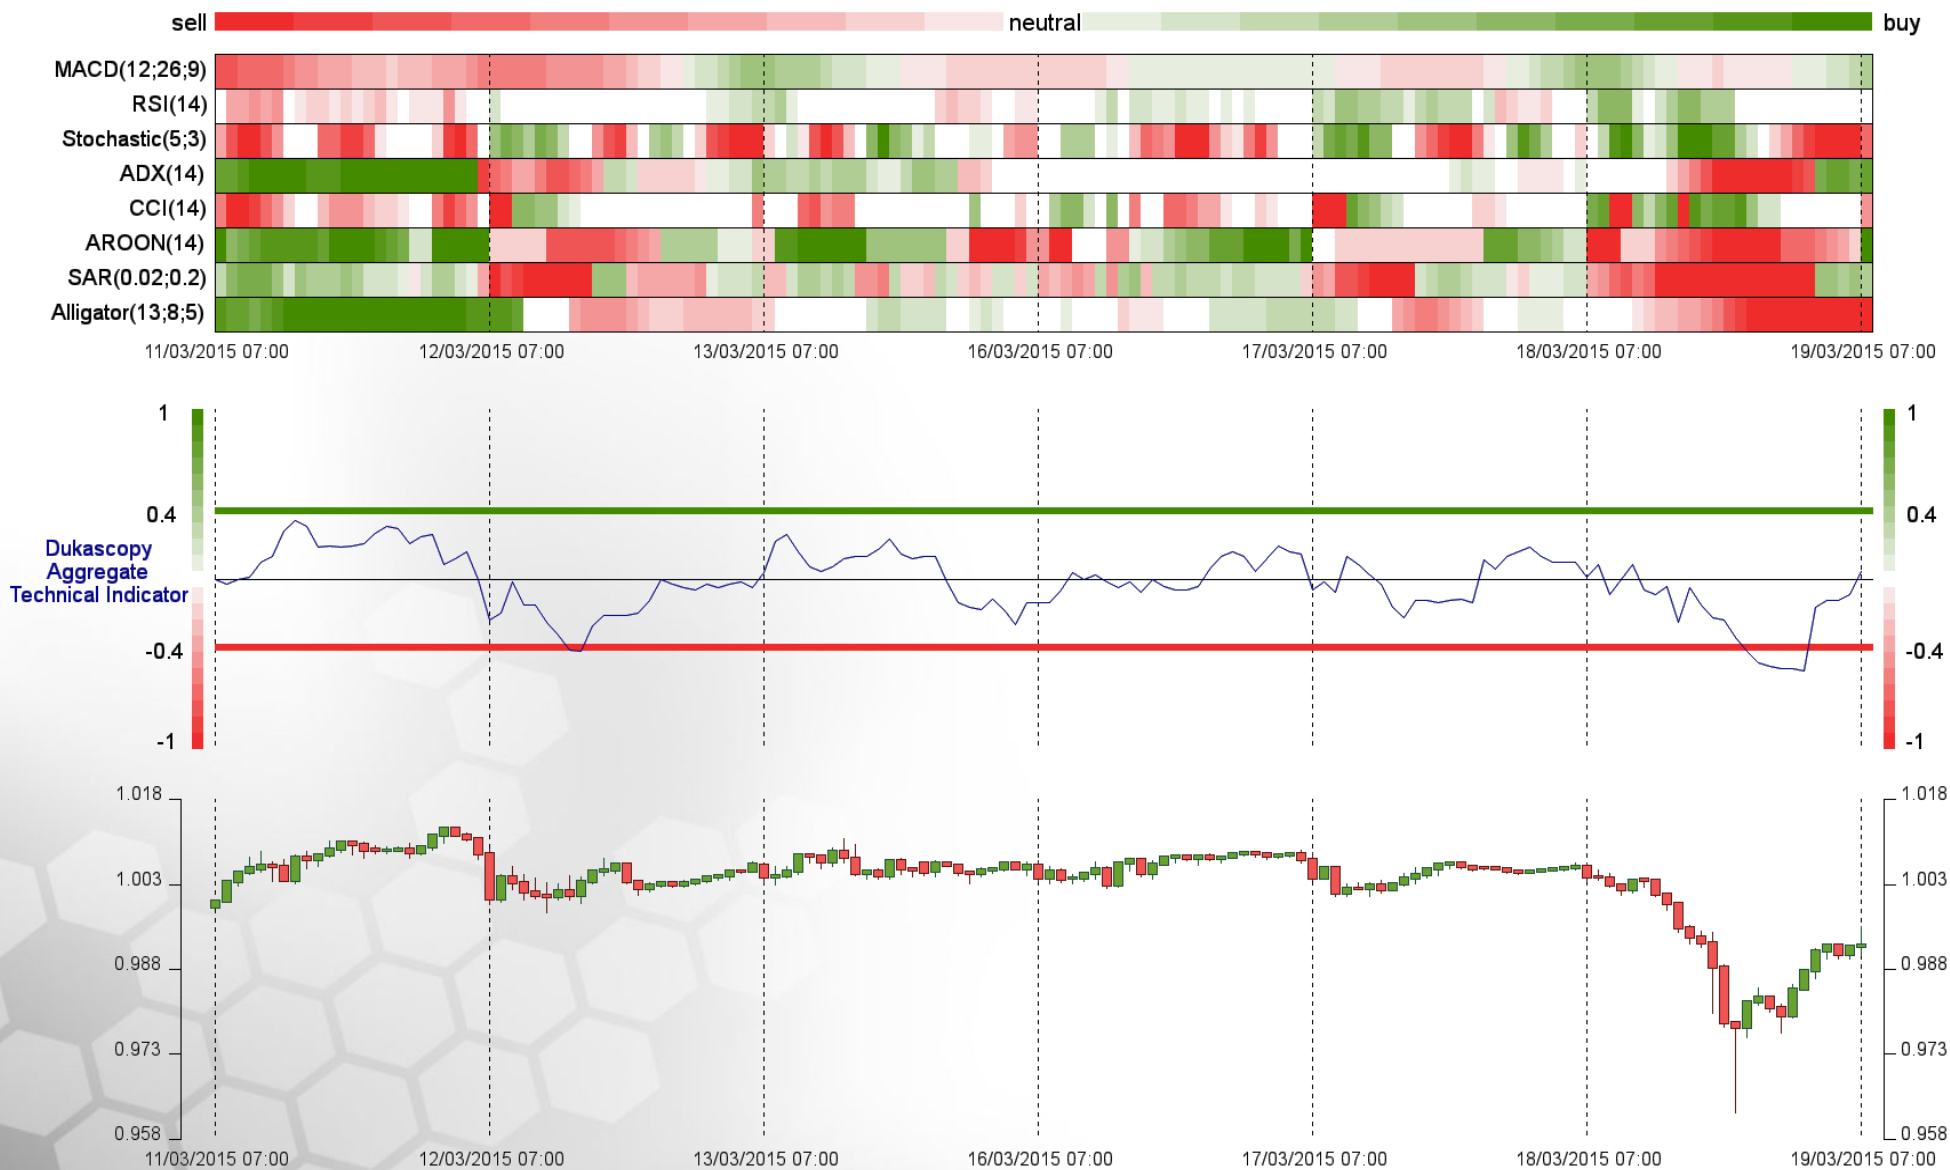 sell neutral buy
MACD(12;26;9)
RSI(14)
Stochastic(5;3)
ADX(14)
CCI(14)
AROON(14)
SAR(0.02;0.2)
Alligator(13;8;5)
11/03/2015 07:00 12/03/2015 07:00 13/03/2015 07:00 16/03/2015 07:00 17/03/2015 07:00 18/03/2015 07:00 19/03/2015 07:00
1 1
0.4 0.4
Dukascopy
Aggregate
Technical Indicator
-0.4 -0.4
-1 -1
1.018 1.018
1.003 1.003
0.988 0.988
0.973 0.973
0.958 0.958
11/03/2015 07:00 12/03/2015 07:00 13/03/2015 07:00 16/03/2015 07:00 17/03/2015 07:00 18/03/2015 07:00 19/03/2015 07:00